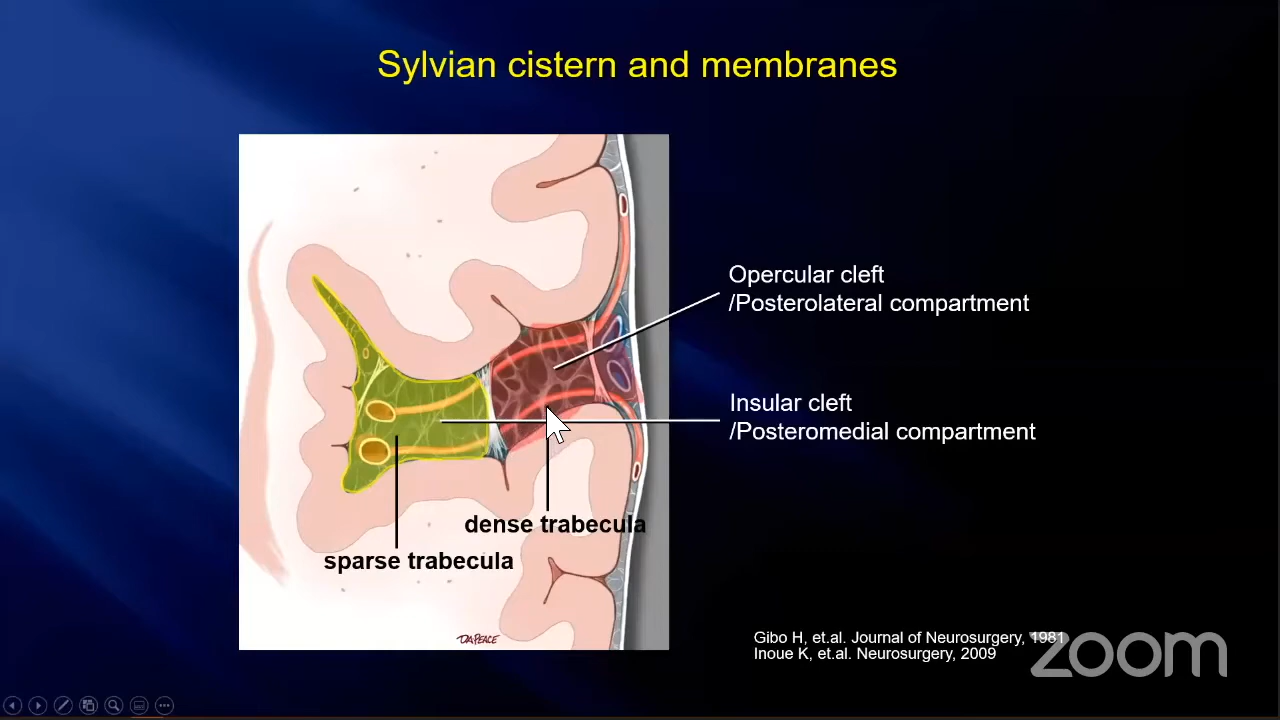 Sylvian cistern and membranes
Opercular cleft
/Posterolateral compartment
Insular cleft
/Posteromedial compartment
dense trabecula
sparse trabecula
DAPEACE
Gibo H, et.al. Journal of Neurosurgery, 1981
Inoue K, et.al. Neurosurgery, 2009
zoom